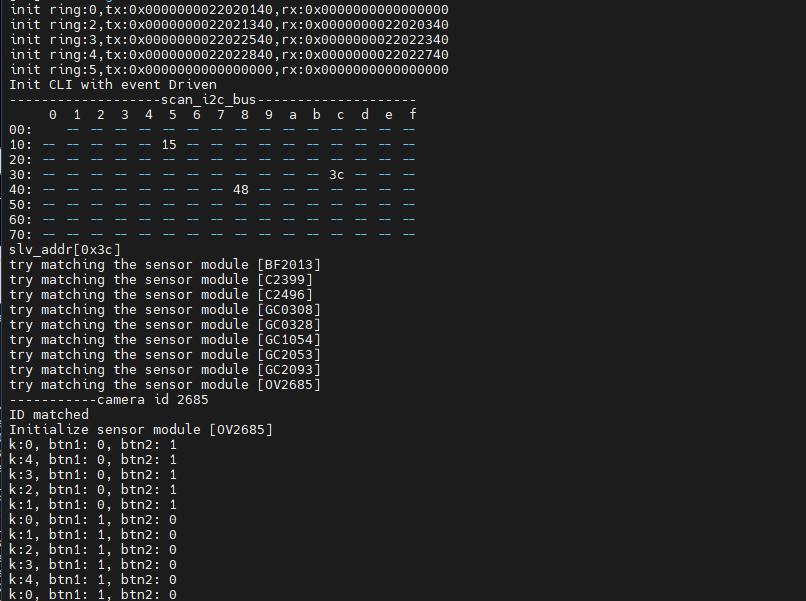 init ring:0,tx:0x0000000022020140,rx:0x0000000000000000
init ring:2,tx:0x0000000022021340,rx:0x0000000022020340
init ring:3,tx:0x0000000022022540,rx:0x0000000022022340
init ring:4,tx:0x0000000022022840,rx:0x0000000022022740
init ring:5,tx:0x0000000000000000,rx:0x0000000000000000
Init CLI with event Driven
-------------------scan_i2c_bus--------------------
     0  1  2  3  4  5  6  7  8  9  a  b  c  d  e  f
00:    -- -- -- -- -- -- -- -- -- -- -- -- -- -- --
10: -- -- -- -- -- 15 -- -- -- -- -- -- -- -- -- --
20: -- -- -- -- -- -- -- -- -- -- -- -- -- -- -- --
30: -- -- -- -- -- -- -- -- -- -- -- -- 3c -- -- --
40: -- -- -- -- -- -- -- -- 48 -- -- -- -- -- -- --
50: -- -- -- -- -- -- -- -- -- -- -- -- -- -- -- --
60: -- -- -- -- -- -- -- -- -- -- -- -- -- -- -- --
70: -- -- -- -- -- -- -- -- -- -- -- -- -- -- -- --
slv_addr[0x3c]
try matching the sensor module [BF2013]
try matching the sensor module [C2399]
try matching the sensor module [C2496]
try matching the sensor module [GC0308]
try matching the sensor module [GC0328]
try matching the sensor module [GC1054]
try matching the sensor module [GC2053]
try matching the sensor module [GC2093]
try matching the sensor module [OV2685]
-----------camera id 2685
ID matched
Initialize sensor module [OV2685]
k:0, btn1: 0, btn2: 1
k:4, btn1: 0, btn2: 1
k:3, btn1: 0, btn2: 1
k:2, btn1: 0, btn2: 1
k:1, btn1: 0, btn2: 1
k:0, btn1: 1, btn2: 0
k:1, btn1: 1, btn2: 0
k:2, btn1: 1, btn2: 0
k:3, btn1: 1, btn2: 0
k:4, btn1: 1, btn2: 0
k:0, btn1: 1, btn2: 0